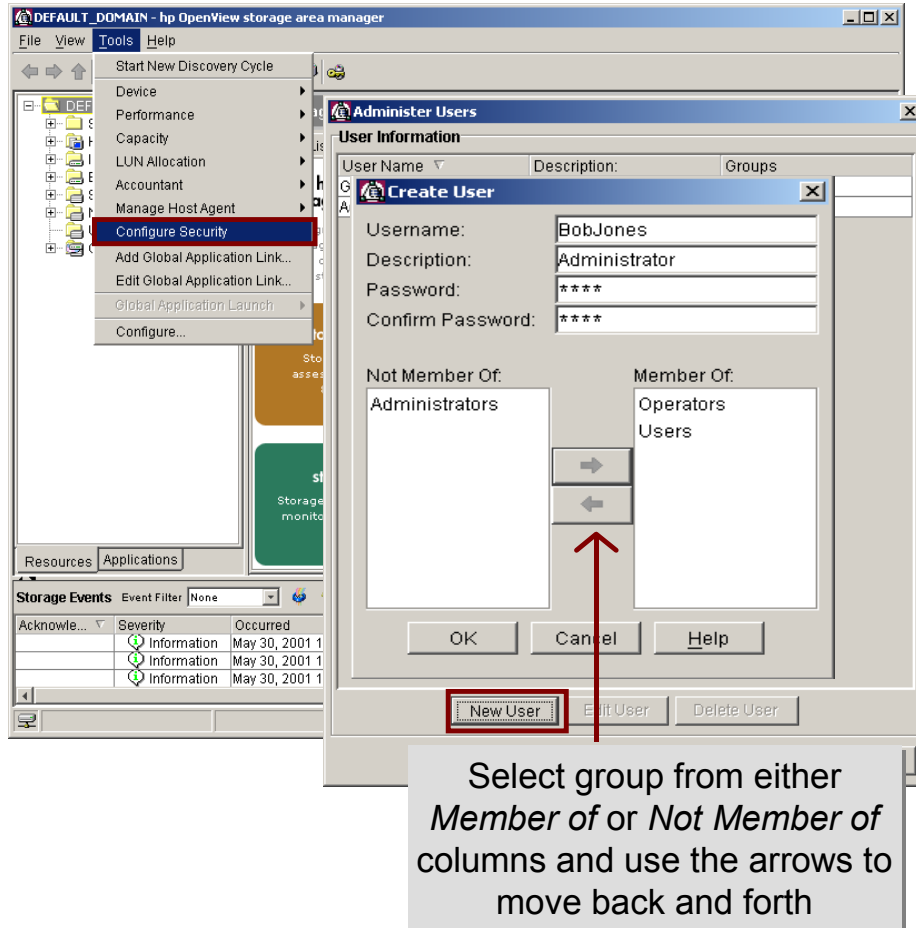 DEFAULT_DOMAIN - hp OpenView storage area manager
File View Tools Help
Start New Discovery Cycle
Device
Performance
Capacity
LUN Allocation
Accountant
Manage Host Agent
Configure Security
Add Global Application Link...
Edit Global Application Link...
Global Application Launch
Configure...
Resources Applications
Storage Events Event Filter None
Acknowle... Severity Occurred
Information May 30, 2001 1
Information May 30, 2001 1
Information May 30, 2001 1
Administer Users
User Information
User Name Description: Groups
Create User
Username: BobJones
Description: Administrator
Password: ****
Confirm Password: ****
Not Member Of: Member Of:
Administrators Operators
Users
OK Cancel Help
New User Edit User Delete User
Select group from either
Member of or Not Member of
columns and use the arrows to
move back and forth